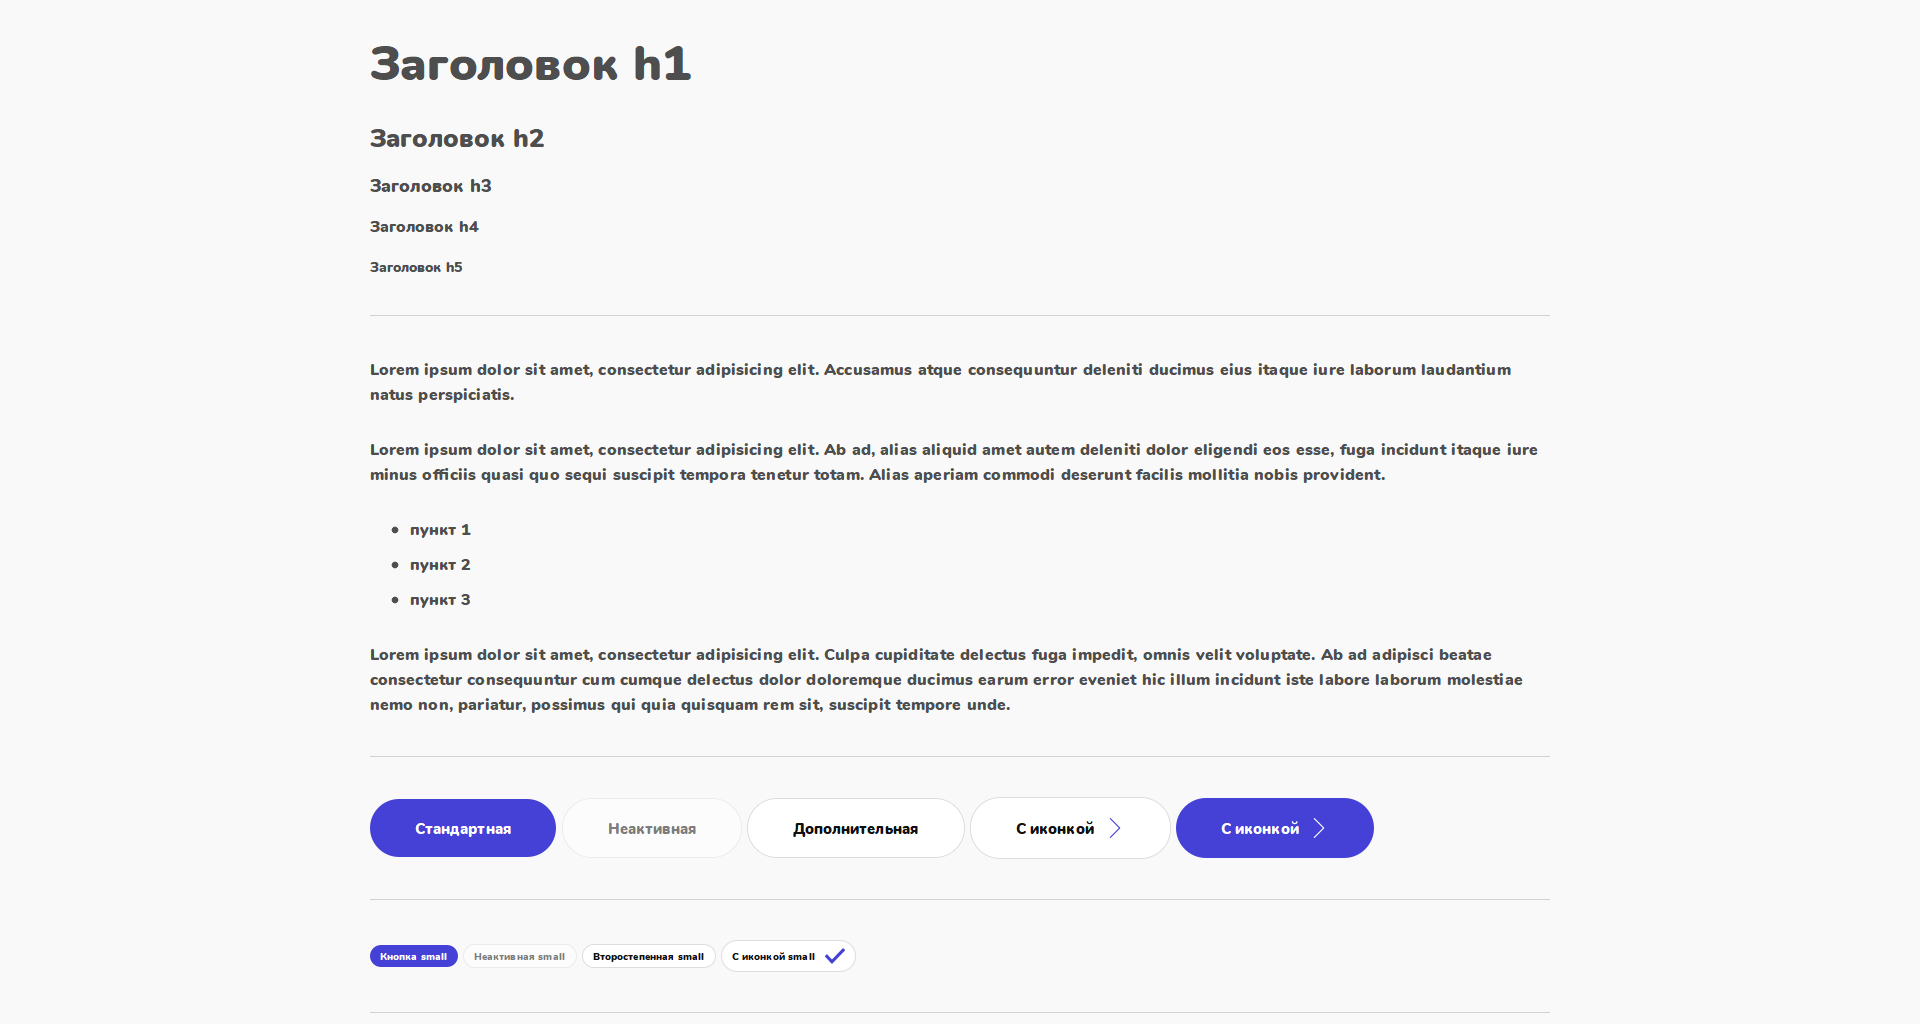 Заголовок h1
Заголовок h2
Заголовок h3
Заголовок h4
Заголовок h5
Lorem ipsum dolor sit amet, consectetur adipisicing elit. Accusamus atque consequuntur deleniti ducimus eius itaque iure laborum laudantium
natus perspiciatis.
Lorem ipsum dolor sit amet, consectetur adipisicing elit. Ab ad, alias aliquid amet autem deleniti dolor eligendi eos esse, fuga incidunt itaque iure
minus officiis quasi quo sequi suscipit tempora tenetur totam. Alias aperiam commodi deserunt facilis mollitia nobis provident.
• пункт 1
• пункт 2
• пункт 3
Lorem ipsum dolor sit amet, consectetur adipisicing elit. Culpa cupiditate delectus fuga impedit, omnis velit voluptate. Ab ad adipisci beatae
consectetur consequuntur cum cumque delectus dolor doloremque ducimus earum error eveniet hic illum incidunt iste labore laborum molestiae
nemo non, pariatur, possimus qui quia quisquam rem sit, suscipit tempore unde.
Стандартная Неактивная Дополнительная С иконкой С иконкой
Кнопка small Неактивная small Второстепенная small С иконкой small